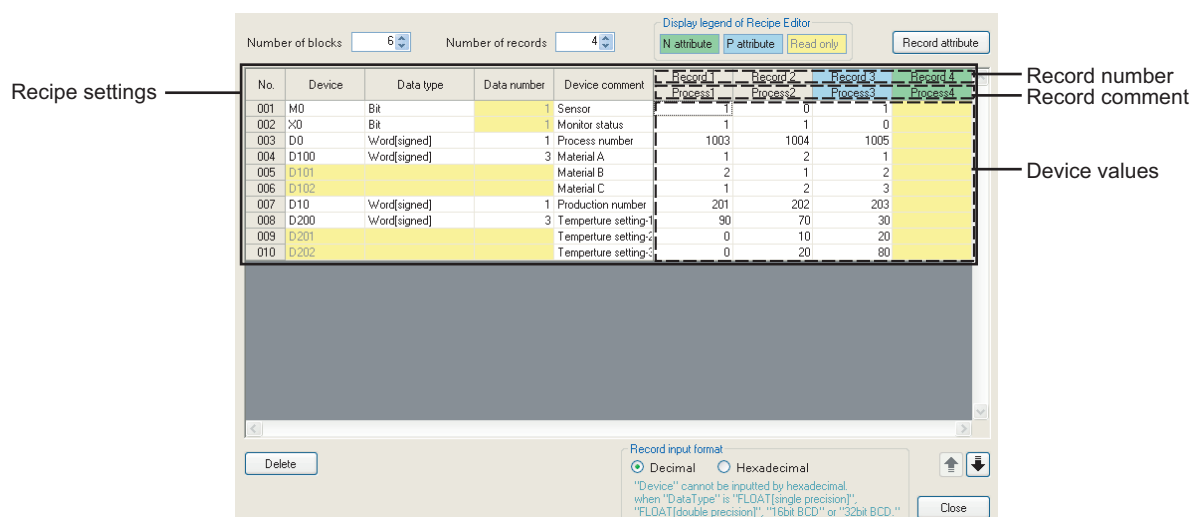 Display legend of Recipe Editor
Number of blocks 6 Number of records 4 N attribute P attribute Read only Record attribute
Recipe settings
No. Device Data type Data number Device comment Record 1 Record 2 Record 3 Record 4
Process1 Process2 Process3 Process4
Record number
Record comment
001 M0 Bit 1 Sensor 1 0 1
002 X0 Bit 1 Monitor status 1 1 0
003 D0 Word[signed] 1 Process number 1003 1004 1005
004 D100 Word[signed] 3 Material A 1 2 1
005 D101 Material B 2 1 2
006 D102 Material C 1 2 3
007 D10 Word[signed] 1 Production number 201 202 203
008 D200 Word[signed] 3 Temperture setting-1 90 70 30
009 D201 Temperture setting-2 0 10 20
010 D202 Temperture setting-3 0 20 80
Device values
Delete
Record input format
Decimal Hexadecimal
"Device" cannot be inputted by hexadecimal.
when "DataType" is "FLOAT[single precision]",
"FLOAT[double precision]", "16bit BCD" or "32bit BCD."
Close